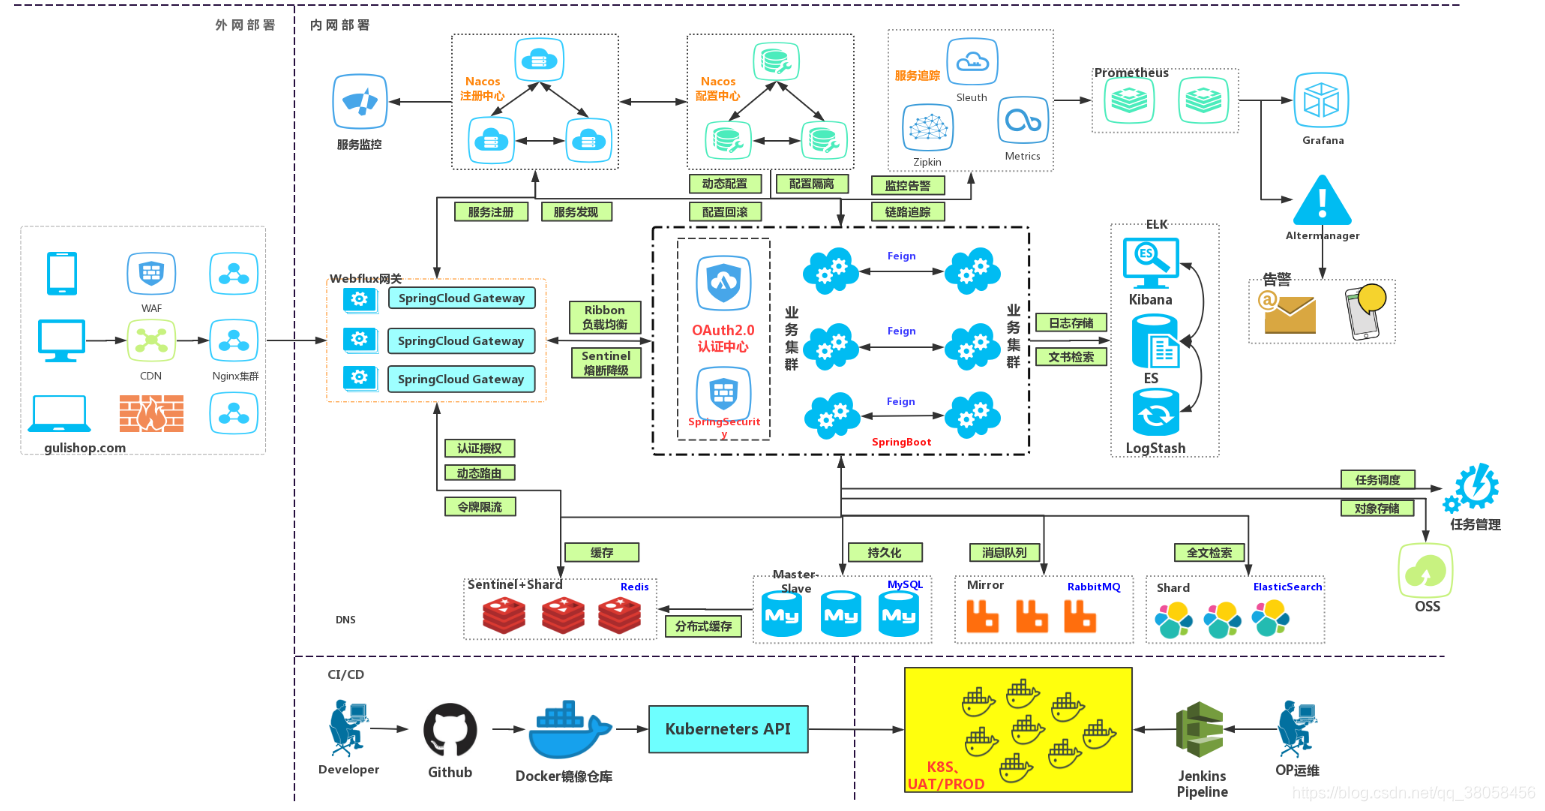 外网部署
内网部署
Nacos
注册中心
Nacos
配置中心
服务追踪
Sleuth
Zipkin
Metrics
Prometheus
Grafana
服务监控
动态配置
配置隔离
监控告警
服务注册
服务发现
配置回滚
链路追踪
Altermanager
告警
@
WAF
CDN
Nginx集群
gulishop.com
Webflux网关
SpringCloud Gateway
SpringCloud Gateway
SpringCloud Gateway
Ribbon
负载均衡
Sentinel
熔断降级
OAuth2.0
认证中心
SpringSecurit
y
业务集群
Feign
Feign
Feign
业务集群
SpringBoot
日志存储
文书检索
ELK
ES
Kibana
ES
LogStash
认证授权
动态路由
令牌限流
任务调度
对象存储
任务管理
OSS
缓存
持久化
消息队列
全文检索
Sentinel+Shard
Redis
Master-
Slave
MySQL
My
My
My
分布式缓存
Mirror
RabbitMQ
Shard
ElasticSearch
DNS
CI/CD
Developer
Github
Docker镜像仓库
Kuberneters API
K8S、
UAT/PROD
Jenkins
Pipeline
OP运维
https://blog.csdn.net/qq_38058456